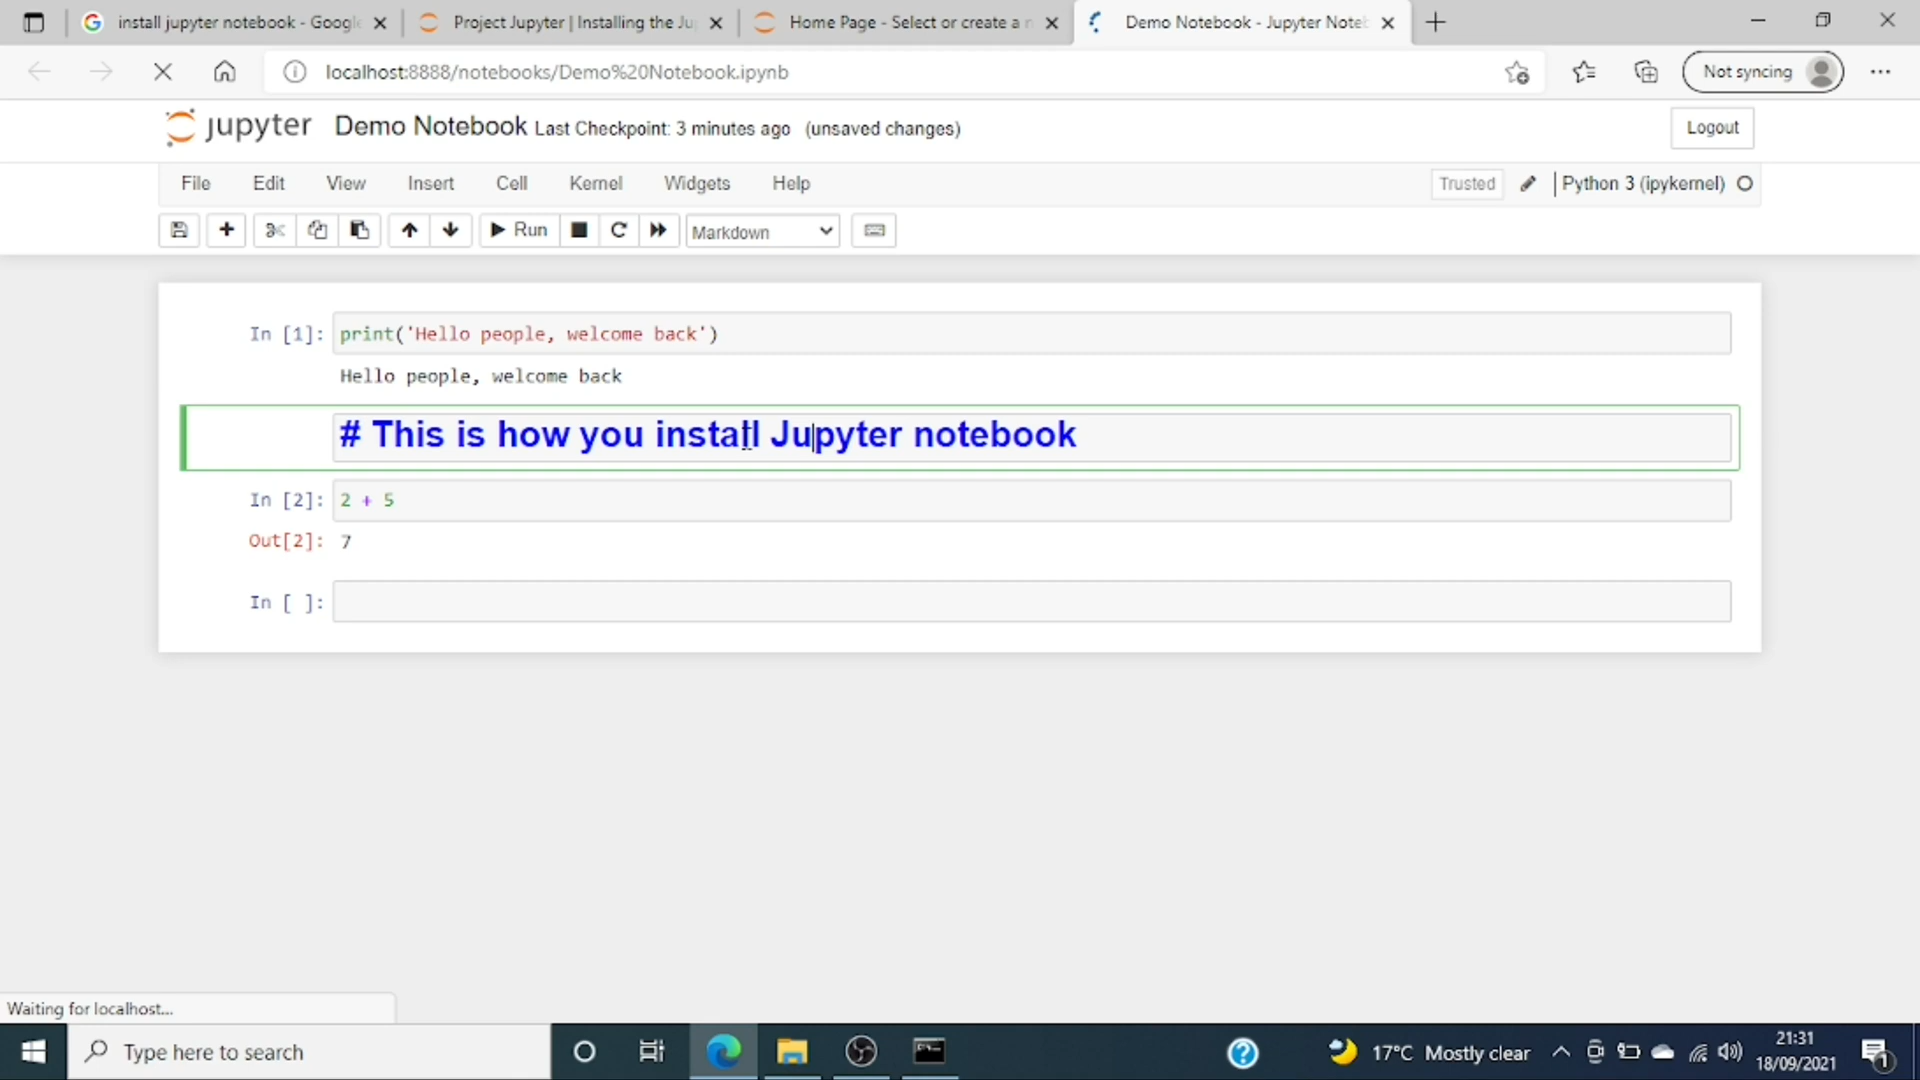 install jupyter notebook - Google
Project Jupyter | Installing the Ju
Home Page - Select or create a n
Demo Notebook - Jupyter Noteb
localhost:8888/notebooks/Demo%20Notebook.ipynb
Not syncing
jupyter Demo Notebook Last Checkpoint: 3 minutes ago (unsaved changes)
Logout
File Edit View Insert Cell Kernel Widgets Help
Trusted
Python 3 (ipykernel)
Run
Markdown
In [1]: print('Hello people, welcome back')
Hello people, welcome back
# This is how you install Jupyter notebook
In [2]: 2 + 5
Out[2]: 7
In [ ]:
Waiting for localhost...
Type here to search
17°C Mostly clear
21:31
18/09/2021
1